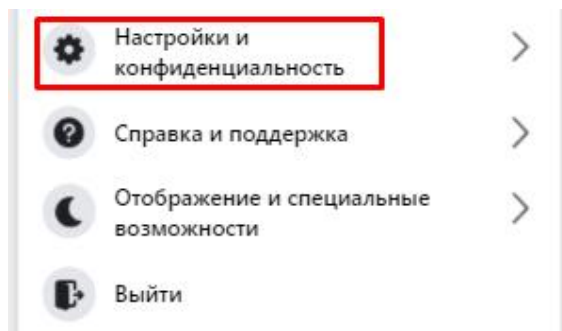 Настройки и
конфиденциальность
Справка и поддержка
Отображение и специальные
возможности
Выйти